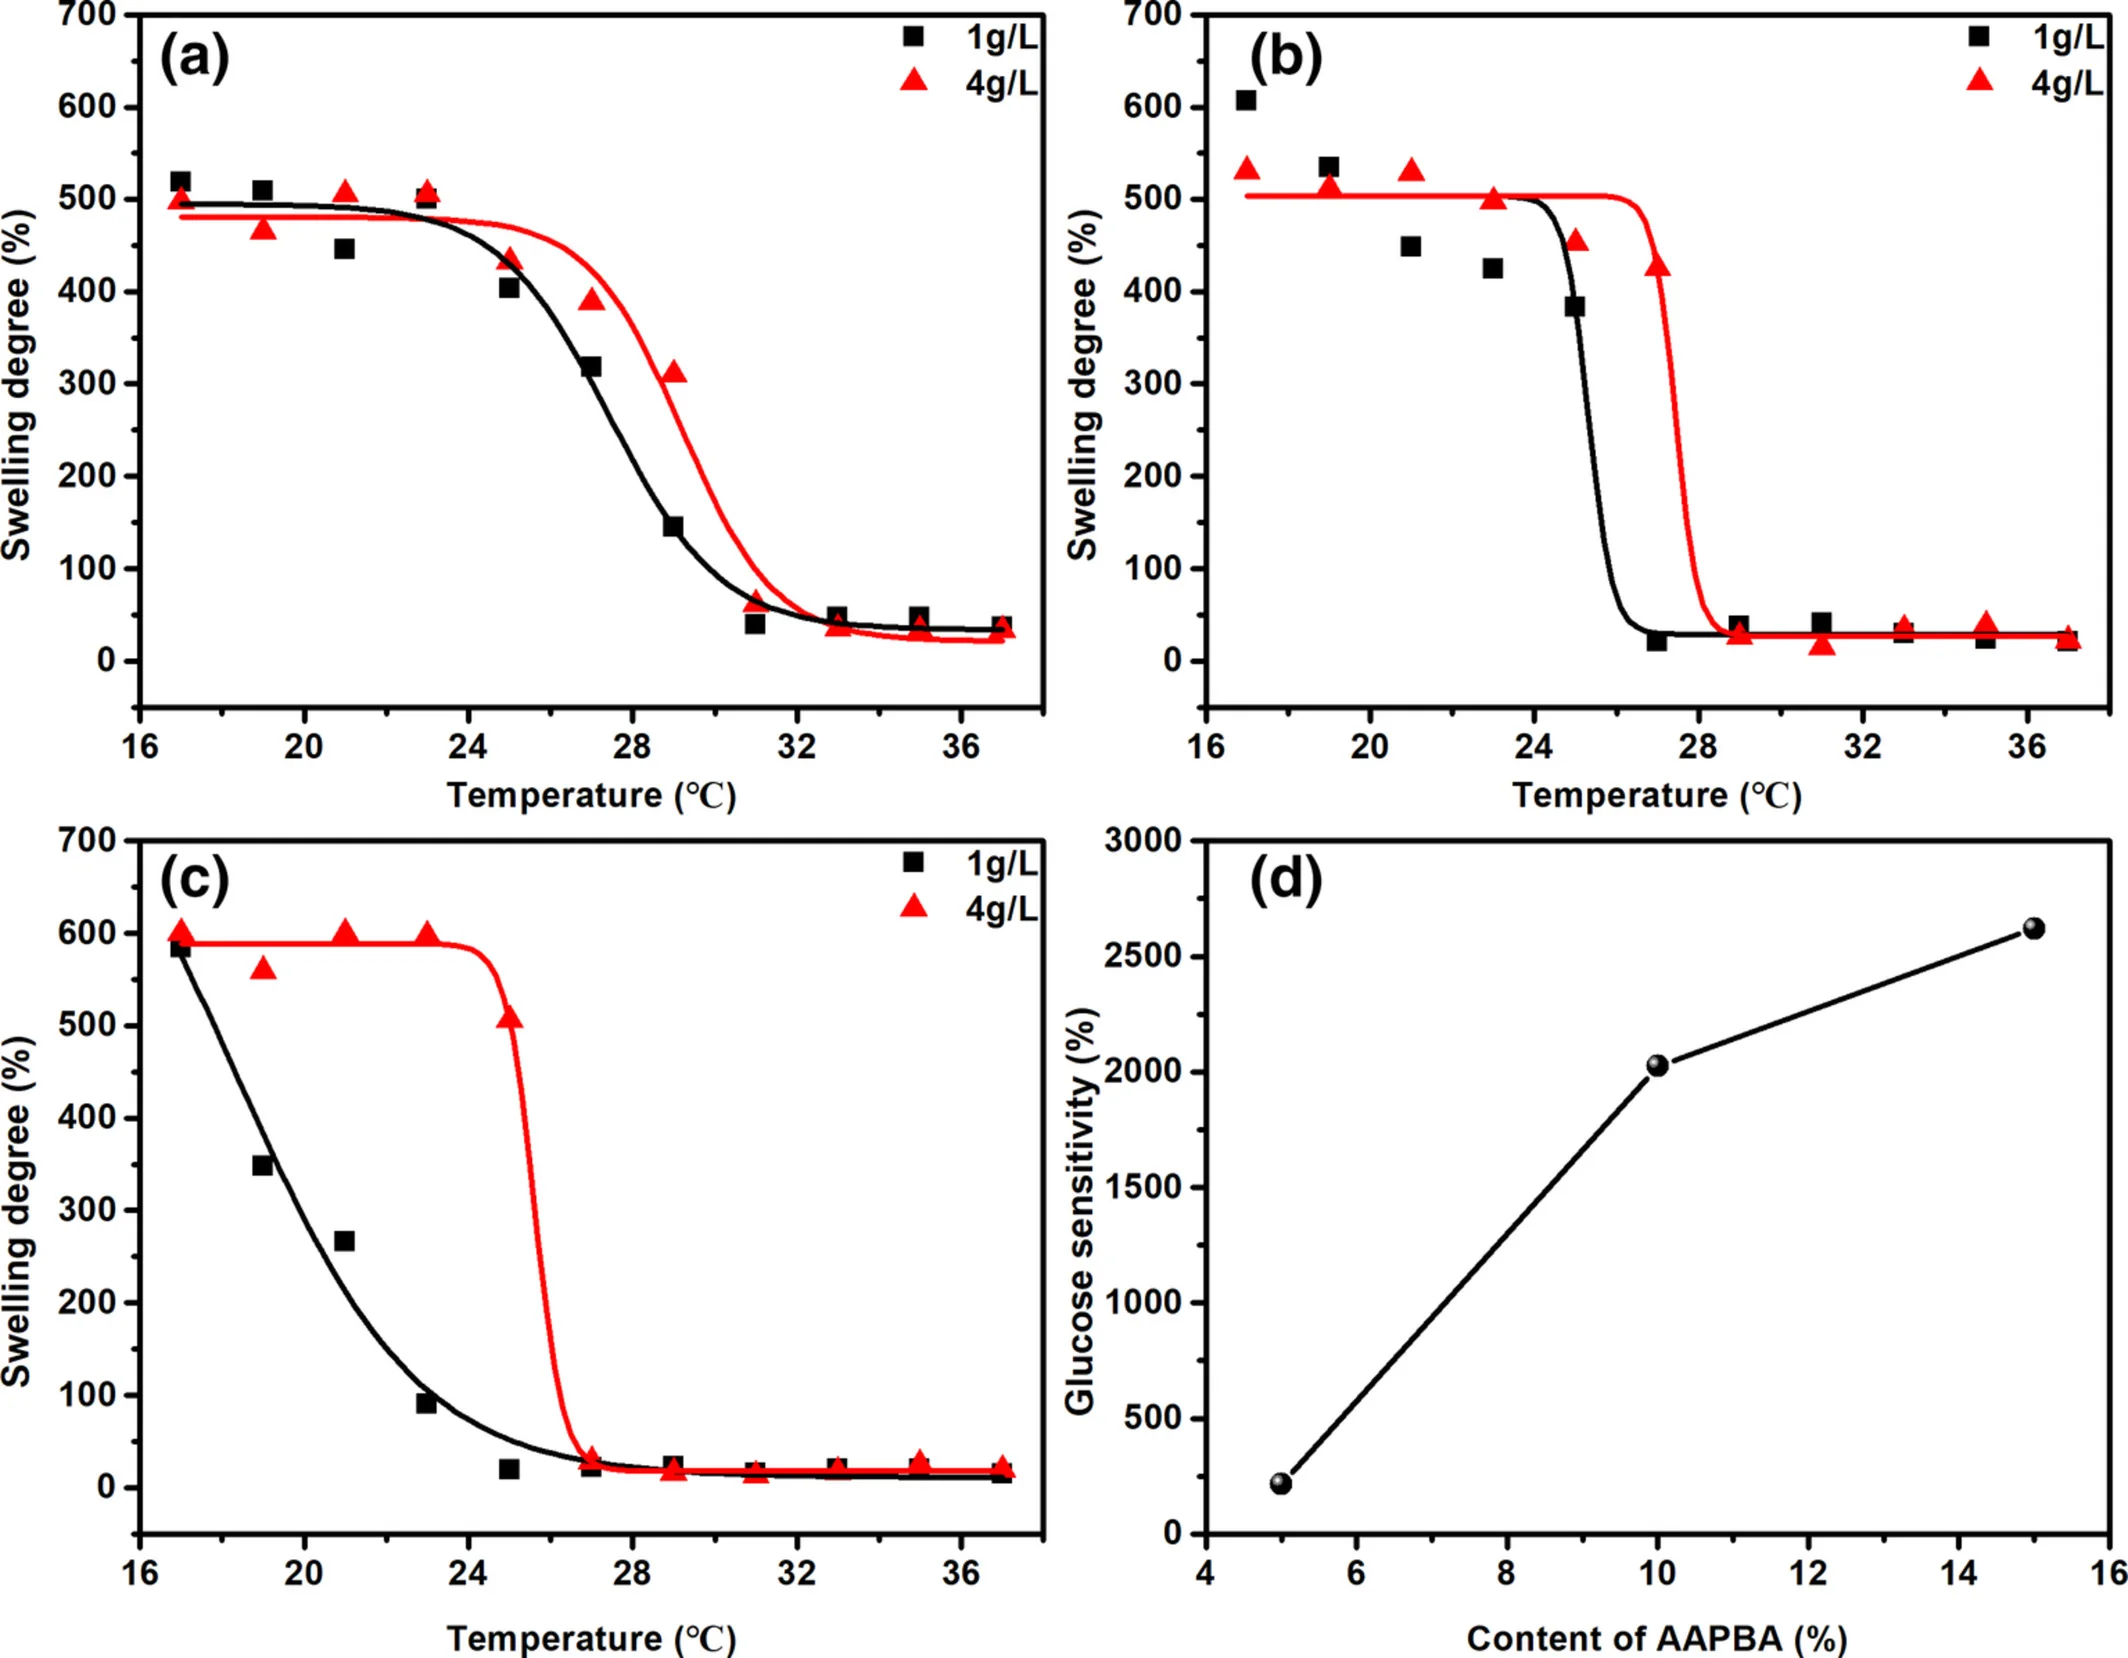 700
600
500
400
300
200
100
0
16 20 24 28 32 36
Swelling degree (%)
Temperature (℃)
(a)
1g/L
4g/L
700
600
500
400
300
200
100
0
16 20 24 28 32 36
Swelling degree (%)
Temperature (℃)
(b)
1g/L
4g/L
700
600
500
400
300
200
100
0
16 20 24 28 32 36
Swelling degree (%)
Temperature (℃)
(c)
1g/L
4g/L
3000
2500
2000
1500
1000
500
0
4 6 8 10 12 14 16
Glucose sensitivity (%)
Content of AAPBA (%)
(d)